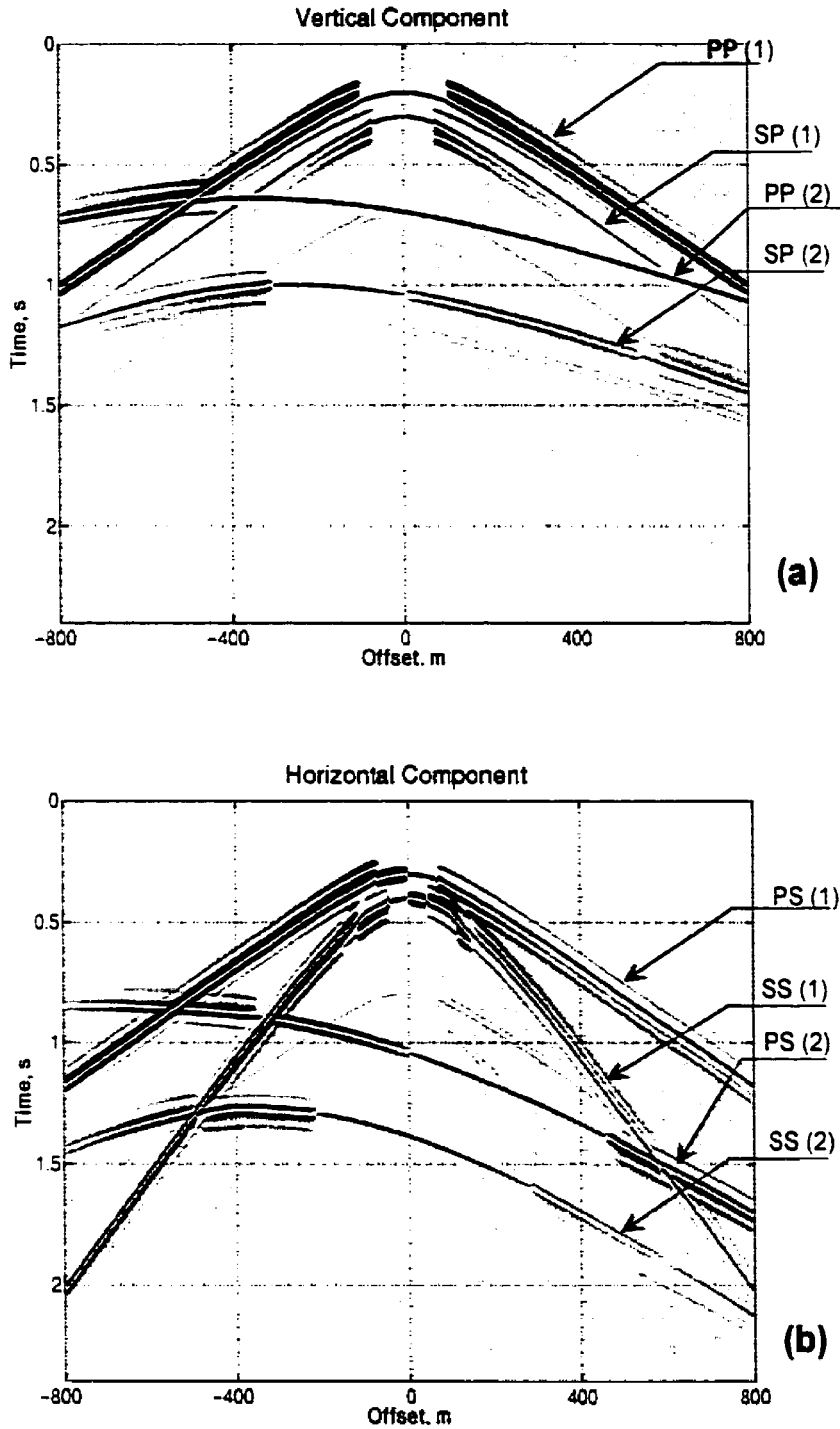 Vertical Component
0
0.5
1
1.5
2
Time, s
-800
-400
0
400
800
Offset, m
PP (1)
SP (1)
PP (2)
SP (2)
(a)
Horizontal Component
0
0.5
1
1.5
2
Time, s
-800
-400
0
400
800
Offset, m
PS (1)
SS (1)
PS (2)
SS (2)
(b)